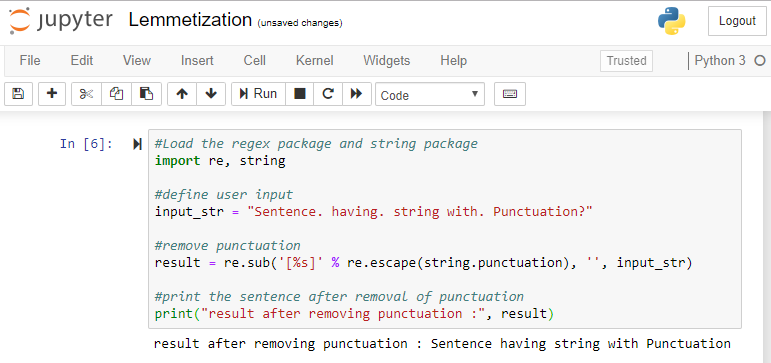 jupyter Lemmetization (unsaved changes) Logout
File Edit View Insert Cell Kernel Widgets Help Trusted Python 3
Run Code
In [6]: #Load the regex package and string package
import re, string
#define user input
input_str = "Sentence. having. string with. Punctuation?"
#remove punctuation
result = re.sub('[%s]' % re.escape(string.punctuation), '', input_str)
#print the sentence after removal of punctuation
print("result after removing punctuation :", result)
result after removing punctuation : Sentence having string with Punctuation